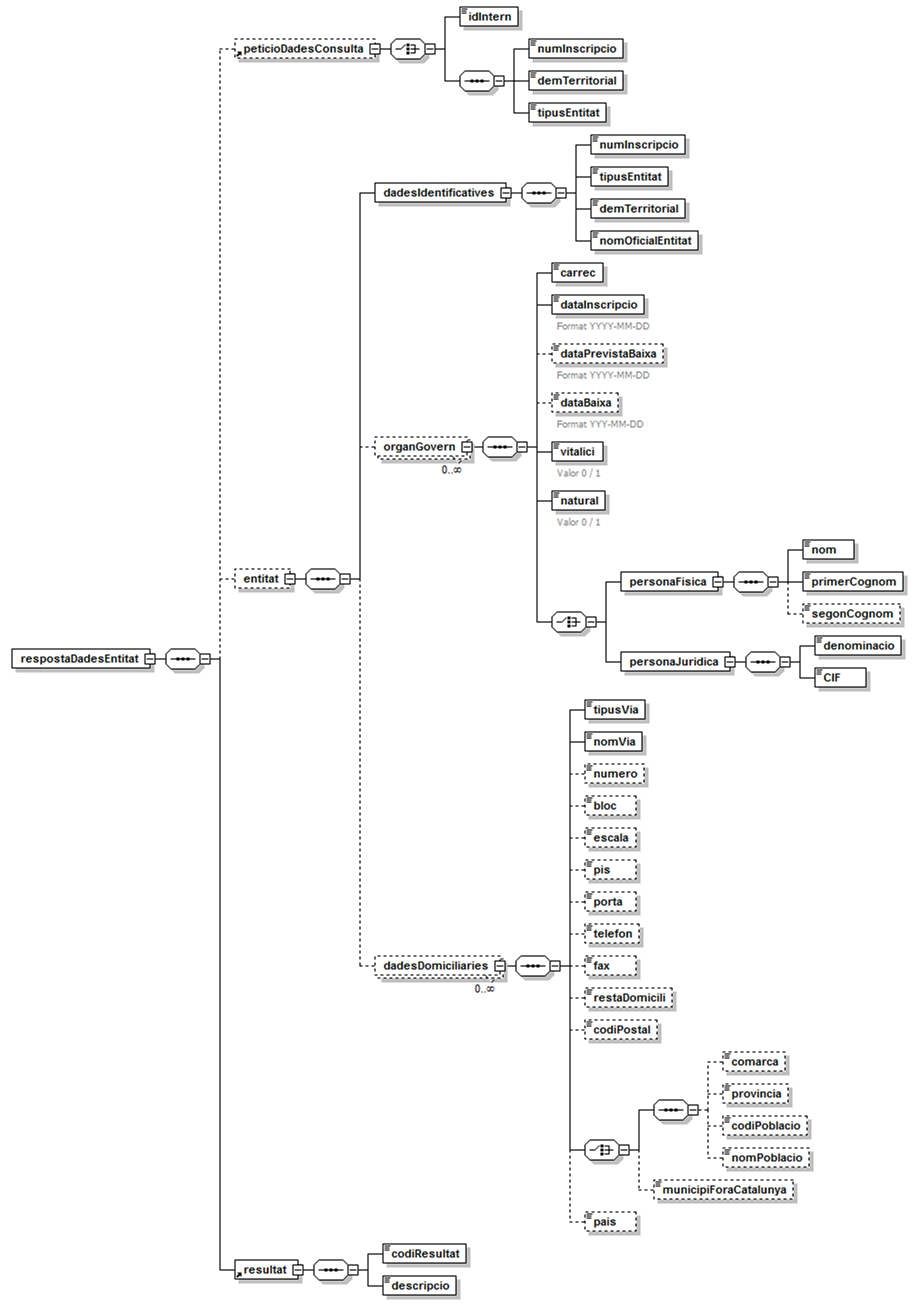 idIntern
peticioDadesConsulta
numInscripcio
demTerritorial
tipusEntitat
numInscripcio
tipusEntitat
dadesIdentificatives
demTerritorial
nomOficialEntitat
carrec
dataInscripcio
Format YYYY-MM-DD
dataPrevistaBaixa
Format YYYY-MM-DD
dataBaixa
Format YYY-MM-DD
organGovern
0..∞
vitalici
Valor 0 / 1
natural
Valor 0 / 1
nom
entitat
personaFisica
primerCognom
segonCognom
respostaDadesEntitat
personaJuridica
denominacio
CIF
tipusVia
nomVia
numero
bloc
escala
pis
porta
telefon
dadesDomiciliaries
0..∞
fax
restaDomicili
codiPostal
comarca
provincia
codiPoblacio
nomPoblacio
municipiForaCatalunya
pais
resultat
codiResultat
descripcio